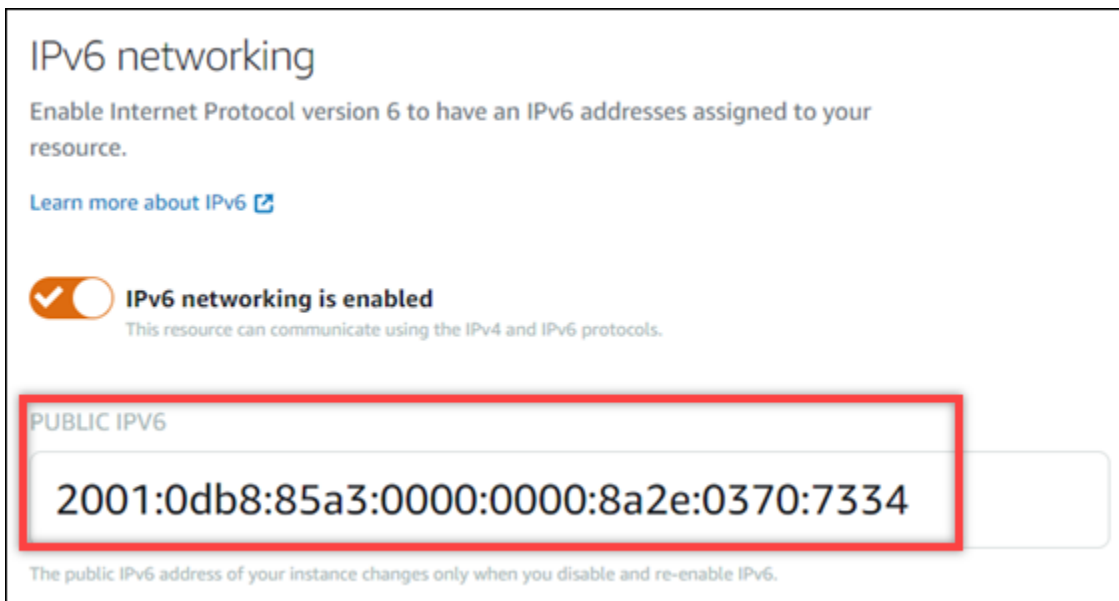 IPv6 networking
Enable Internet Protocol version 6 to have an IPv6 addresses assigned to your
resource.
Learn more about IPv6
IPv6 networking is enabled
This resource can communicate using the IPv4 and IPv6 protocols.
PUBLIC IPV6
2001:0db8:85a3:0000:0000:8a2e:0370:7334
The public IPv6 address of your instance changes only when you disable and re-enable IPv6.